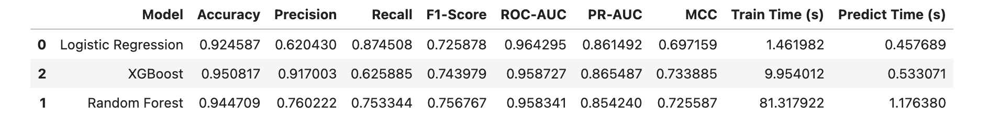 Model Accuracy Precision Recall F1-Score ROC-AUC PR-AUC MCC Train Time (s) Predict Time (s)
0 Logistic Regression 0.924587 0.620430 0.874508 0.725878 0.964295 0.861492 0.697159 1.461982 0.457689
2 XGBoost 0.950817 0.917003 0.625885 0.743979 0.958727 0.865487 0.733885 9.954012 0.533071
1 Random Forest 0.944709 0.760222 0.753344 0.756767 0.958341 0.854240 0.725587 81.317922 1.176380